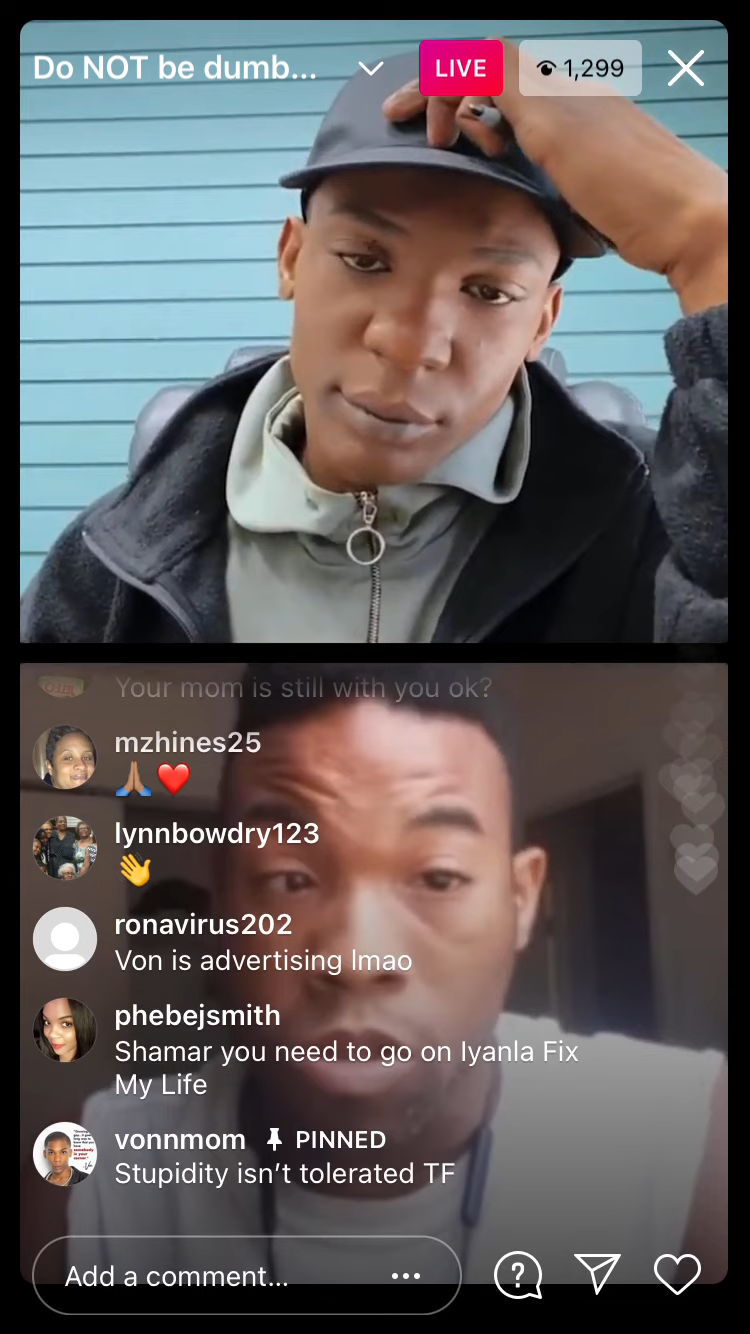 Do NOT be dumb...
LIVE
1,299
Your mom is still with you ok?
mzhines25
🙏🏽❤️
lynnbowdry123
👋
ronavirus202
Von is advertising lmao
phebejsmith
Shamar you need to go on Iyanla Fix
My Life
vonnmom PINNED
Stupidity isn't tolerated TF
Add a comment...